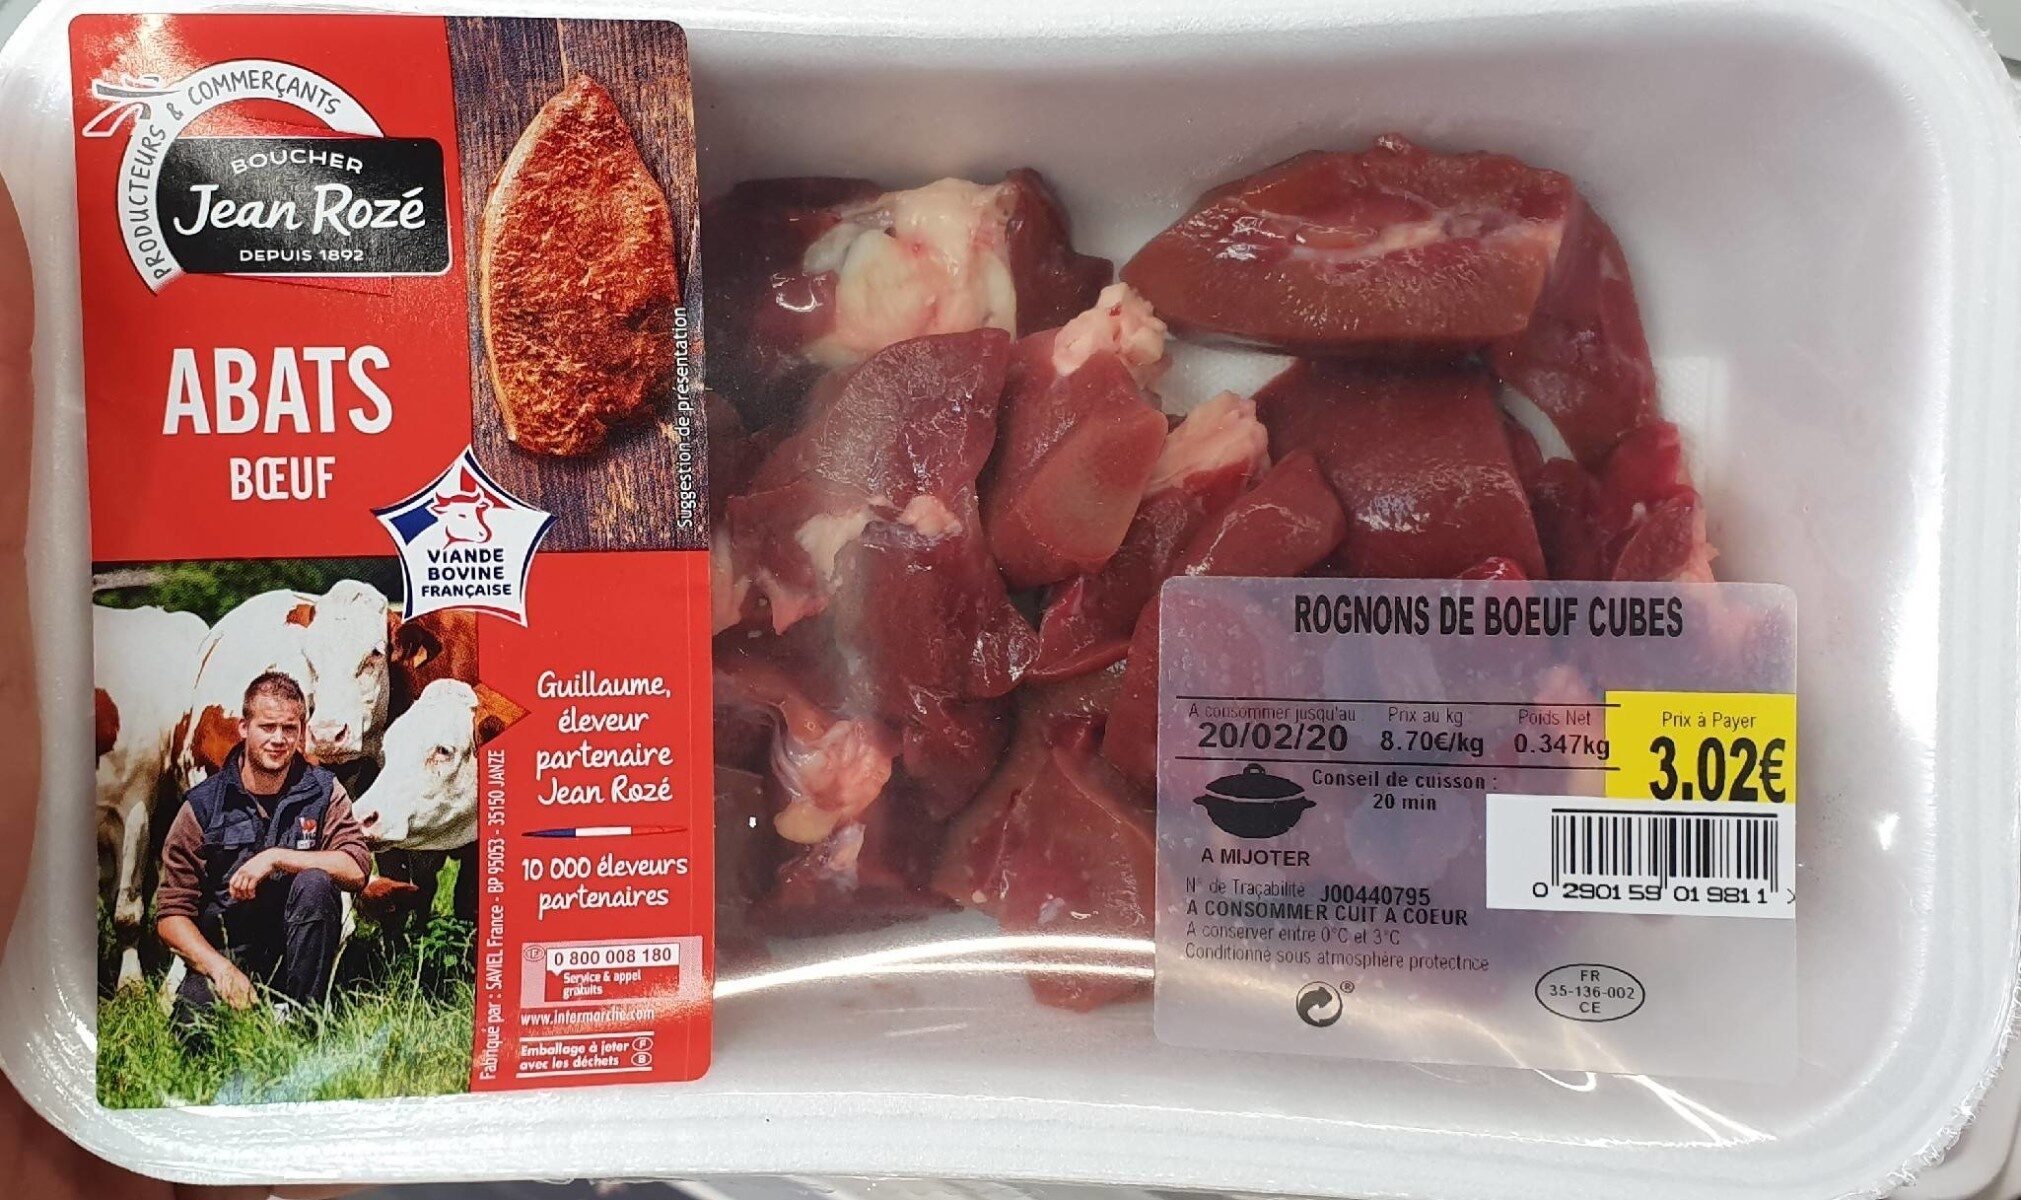 PRODUCTEURS & COMMERÇANTS
BOUCHER
Jean Rozé
DEPUIS 1892
ABATS
BŒUF
VIANDE
BOVINE
FRANÇAISE
Suggestion de présentation
Guillaume,
éleveur
partenaire
Jean Rozé
10 000 éleveurs
partenaires
0 800 008 180
Service & appel
gratuits
www.intermarche.com
Emballage à jeter F
avec les déchets B
Fabriqué par : SAVIEL France - BP 95053 - 35150 JANZE
ROGNONS DE BOEUF CUBES
A consommer jusqu'au Prix au kg Poids Net Prix à Payer
20/02/20 8.70€/kg 0.347kg 3.02€
Conseil de cuisson :
20 min
A MIJOTER
0 290159 019811 >
N° de Traçabilité J00440795
A CONSOMMER CUIT A COEUR
A conserver entre 0°C et 3°C
Conditionné sous atmosphère protectrice
®
FR
35-136-002
CE